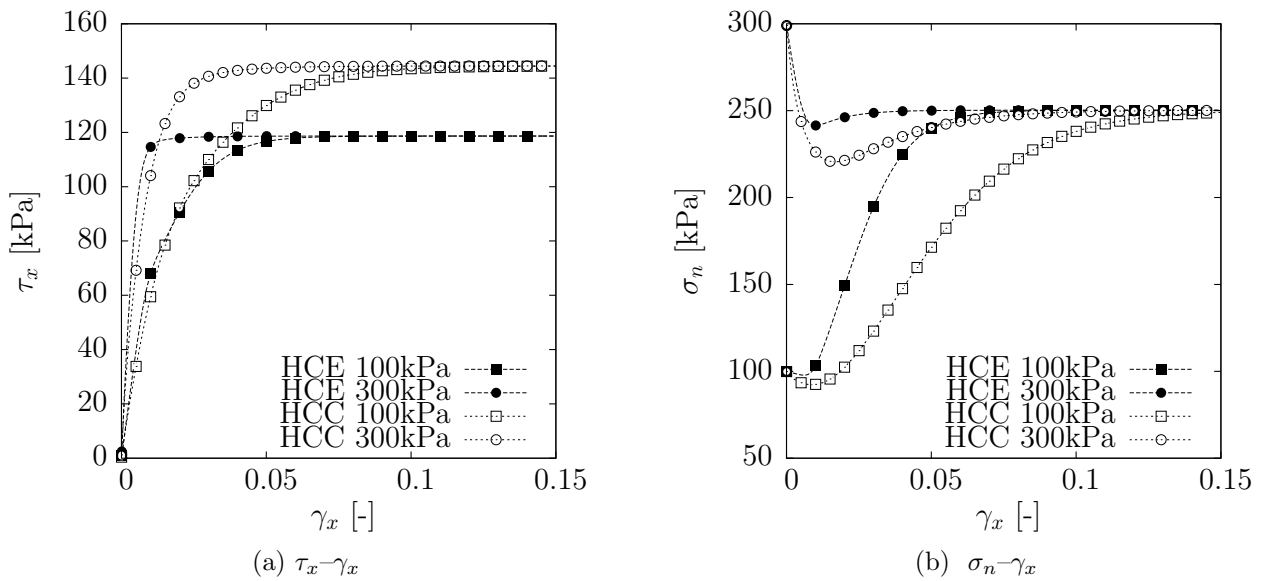 160
140
120
100
80
60
40
20
0
τx [kPa]
HCE 100kPa
HCE 300kPa
HCC 100kPa
HCC 300kPa
0 0.05 0.1 0.15
γx [-]
(a) τx–γx
300
250
200
150
100
50
σn [kPa]
HCE 100kPa
HCE 300kPa
HCC 100kPa
HCC 300kPa
0 0.05 0.1 0.15
γx [-]
(b) σn–γx